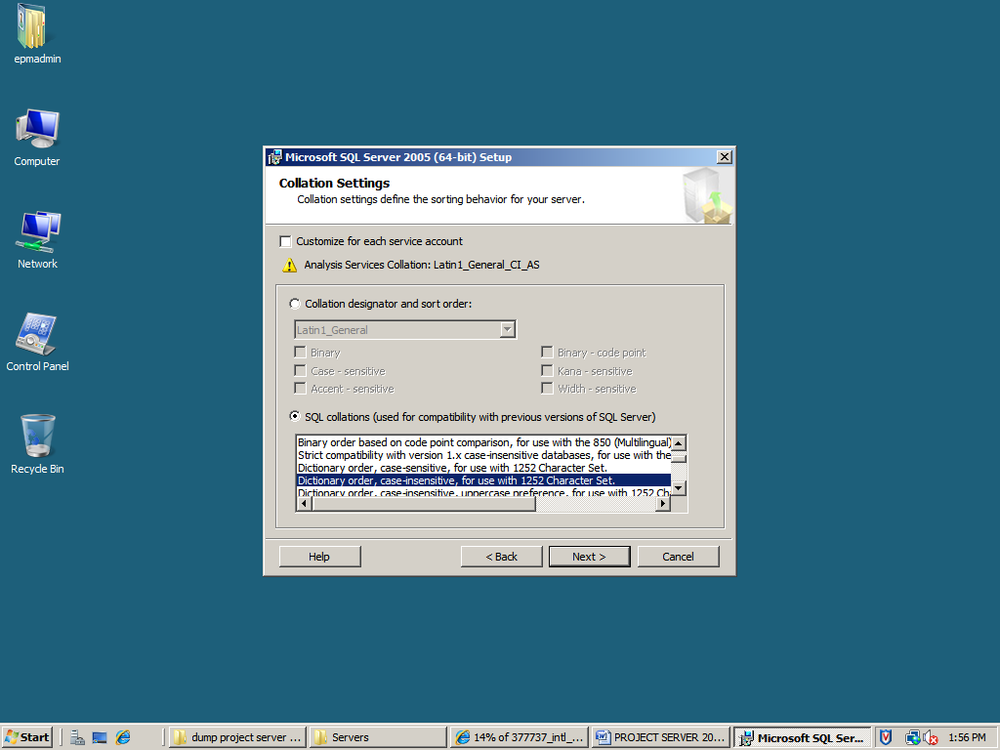 epmadmin
Computer
Network
Control Panel
Recycle Bin
Microsoft SQL Server 2005 (64-bit) Setup
Collation Settings
Collation settings define the sorting behavior for your server.
Customize for each service account
Analysis Services Collation: Latin1_General_CI_AS
Collation designator and sort order:
Latin1_General
Binary
Binary - code point
Case - sensitive
Kana - sensitive
Accent - sensitive
Width - sensitive
SQL collations (used for compatibility with previous versions of SQL Server)
Binary order based on code point comparison, for use with the 850 (Multilingual)
Strict compatibility with version 1.x case-insensitive databases, for use with the
Dictionary order, case-sensitive, for use with 1252 Character Set.
Dictionary order, case-insensitive, for use with 1252 Character Set.
Dictionary order, case-insensitive, uppercase preference, for use with 1252 Ch
Help
< Back
Next >
Cancel
Start
dump project server ...
Servers
14% of 377737_intl_...
PROJECT SERVER 20...
Microsoft SQL Ser...
1:56 PM